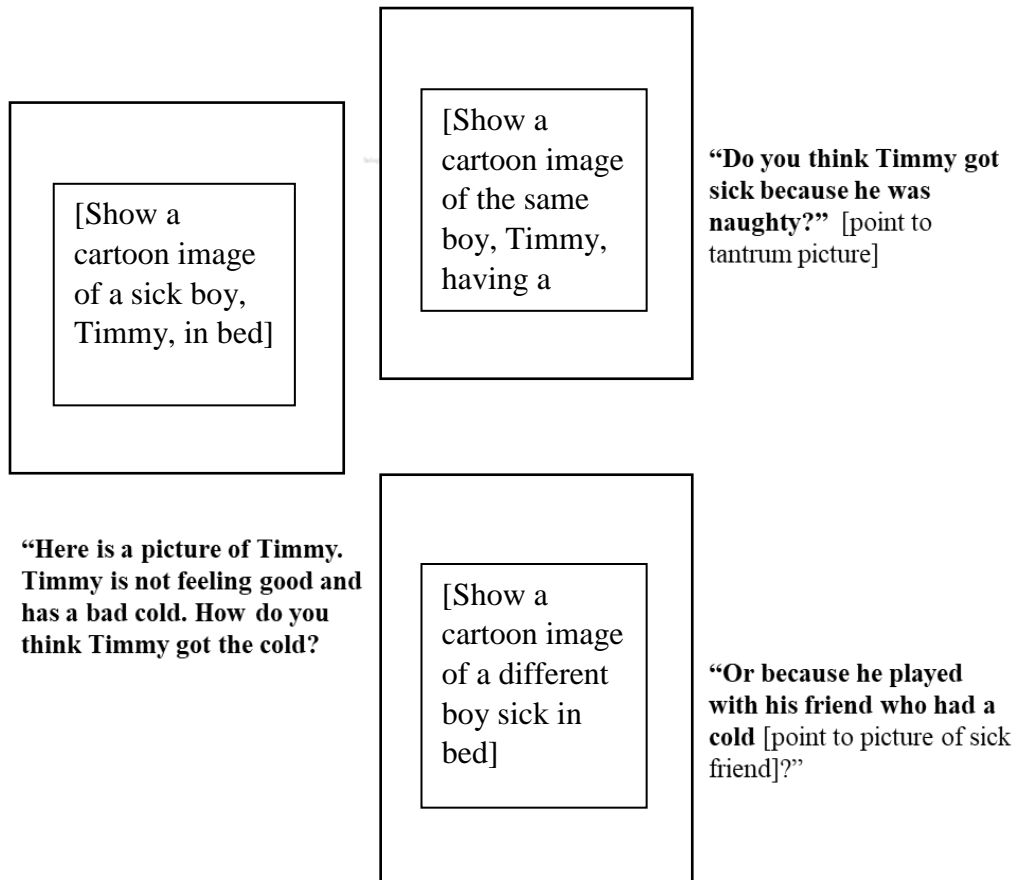 [Show a
cartoon image
of a sick boy,
Timmy, in bed]
“Here is a picture of Timmy.
Timmy is not feeling good and
has a bad cold. How do you
think Timmy got the cold?
[Show a
cartoon image
of the same
boy, Timmy,
having a
“Do you think Timmy got
sick because he was
naughty?” [point to
tantrum picture]
[Show a
cartoon image
of a different
boy sick in
bed]
“Or because he played
with his friend who had a
cold [point to picture of sick
friend]?”